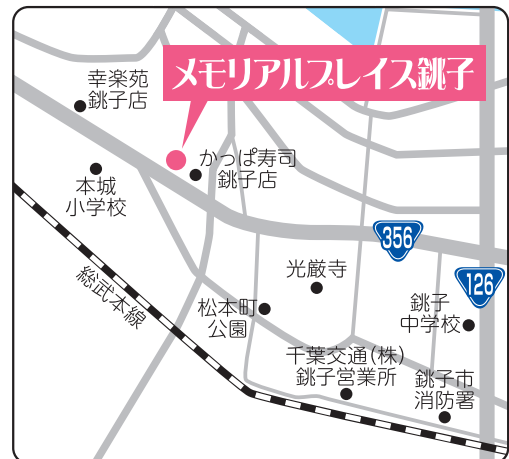 メモリアルプレイス銚子
幸楽苑
銚子店
かっぱ寿司
銚子店
本城
小学校
356
126
光厳寺
総武本線
松本町
公園
銚子
中学校
千葉交通(株)
銚子営業所
銚子市
消防署